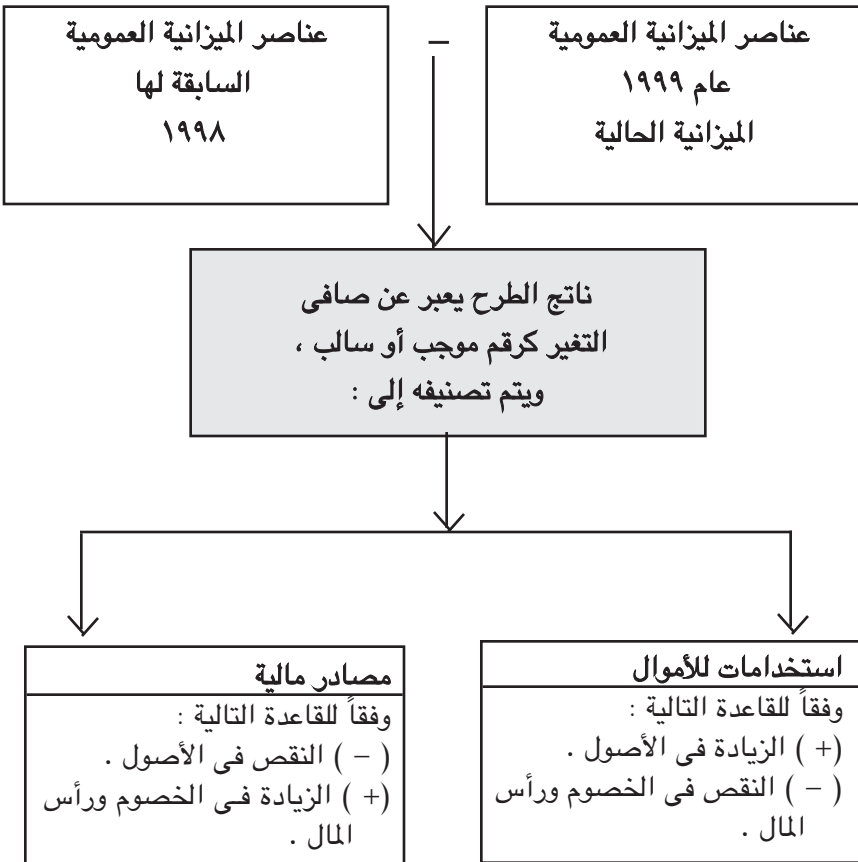 عناصر الميزانية العمومية
عام ١٩٩٩
الميزانية الحالية
–
عناصر الميزانية العمومية
السابقة لها
١٩٩٨
ناتج الطرح يعبر عن صافى
التغير كرقم موجب أو سالب ،
ويتم تصنيفه إلى :
استخدامات للأموال
وفقاً للقاعدة التالية :
(+ ) الزيادة فى الأصول .
( – ) النقص فى الخصوم ورأس
المال .
مصادر مالية
وفقاً للقاعدة التالية :
( – ) النقص فى الأصول .
(+ ) الزيادة فى الخصوم ورأس
المال .